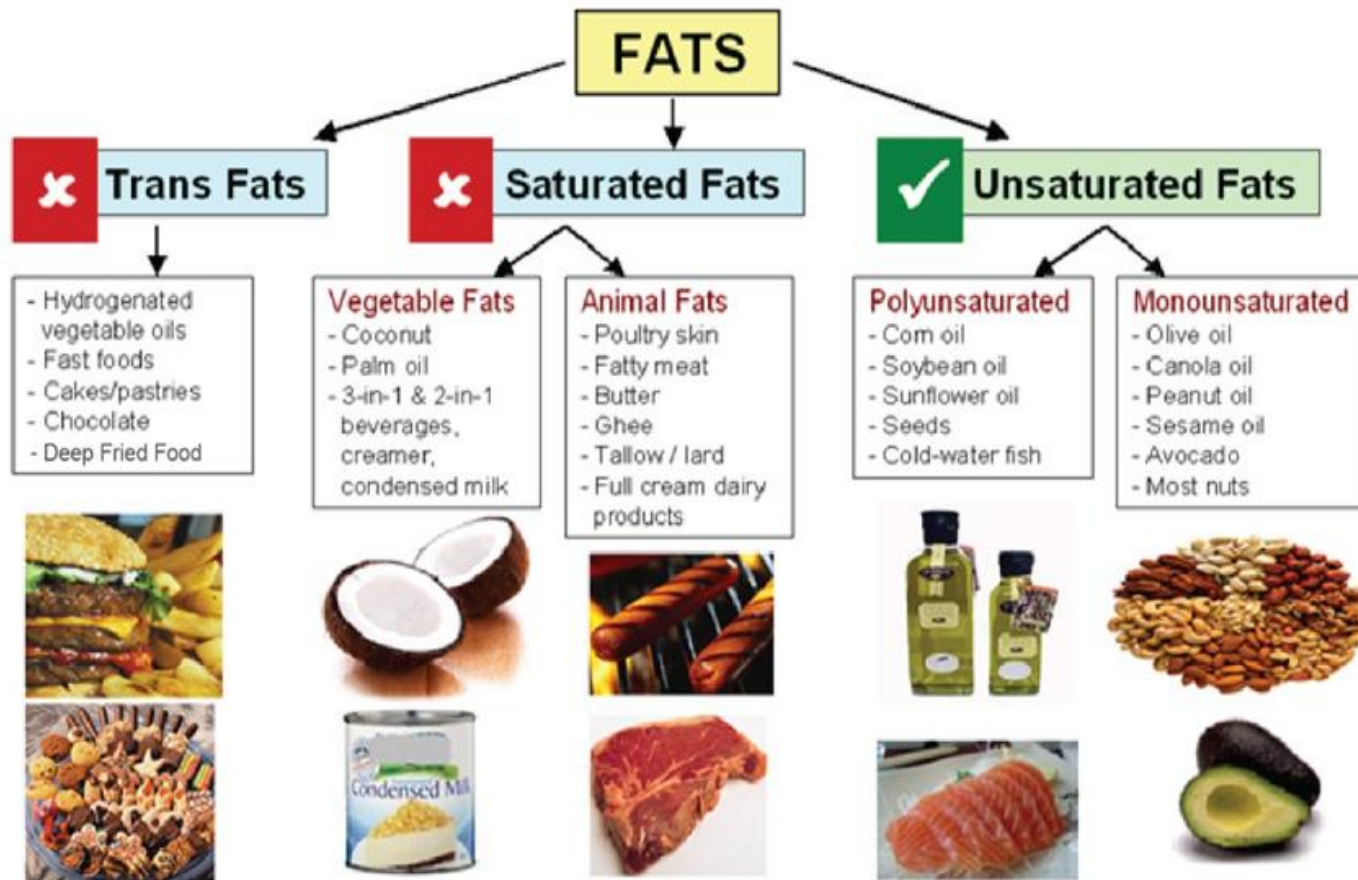 FATS
Trans Fats
Saturated Fats
Unsaturated Fats
- Hydrogenated
vegetable oils
- Fast foods
- Cakes/pastries
- Chocolate
- Deep Fried Food
Vegetable Fats
- Coconut
- Palm oil
- 3-in-1 & 2-in-1
beverages,
creamer,
condensed milk
Animal Fats
- Poultry skin
- Fatty meat
- Butter
- Ghee
- Tallow / lard
- Full cream dairy
products
Polyunsaturated
- Corn oil
- Soybean oil
- Sunflower oil
- Seeds
- Cold-water fish
Monounsaturated
- Olive oil
- Canola oil
- Peanut oil
- Sesame oil
- Avocado
- Most nuts
Condensed Milk